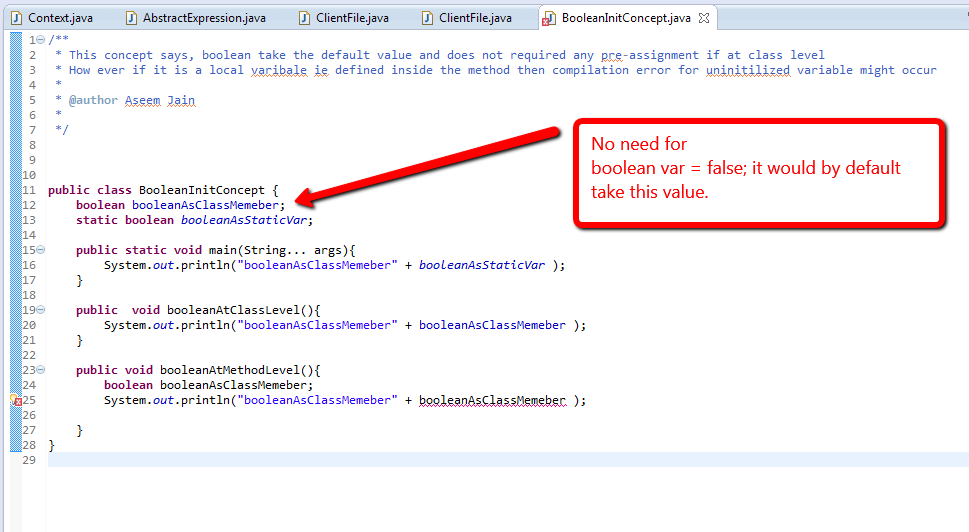 Context.java AbstractExpression.java ClientFile.java ClientFile.java BooleanInitConcept.java
1 /**
2 * This concept says, boolean take the default value and does not required any pre-assignment if at class level
3 * How ever if it is a local varibale ie defined inside the method then compilation error for uninitilized variable might occur
4 *
5 * @author Aseem Jain
6 *
7 */
8
9
10
11 public class BooleanInitConcept {
12 boolean booleanAsClassMemeber;
13 static boolean booleanAsStaticVar;
14
15 public static void main(String... args){
16 System.out.println("booleanAsClassMemeber" + booleanAsStaticVar );
17 }
18
19 public void booleanAtClassLevel(){
20 System.out.println("booleanAsClassMemeber" + booleanAsClassMemeber );
21 }
22
23 public void booleanAtMethodLevel(){
24 boolean booleanAsClassMemeber;
25 System.out.println("booleanAsClassMemeber" + booleanAsClassMemeber );
26
27 }
28 }
29
No need for
boolean var = false; it would by default
take this value.